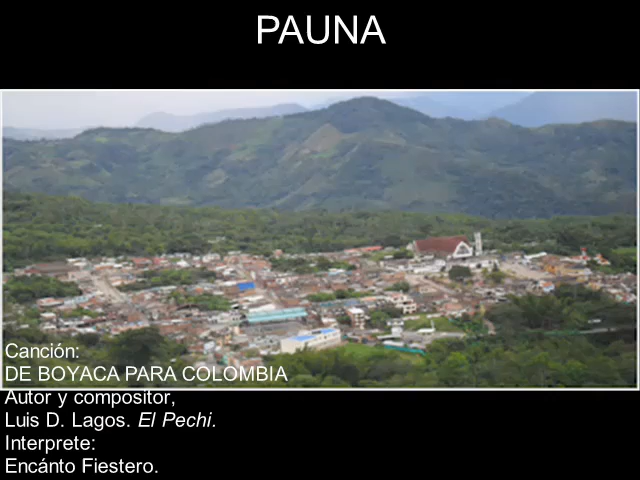 PAUNA
Canción:
DE BOYACA PARA COLOMBIA
Autor y compositor,
Luis D. Lagos. El Pechi.
Interprete:
Encánto Fiestero.